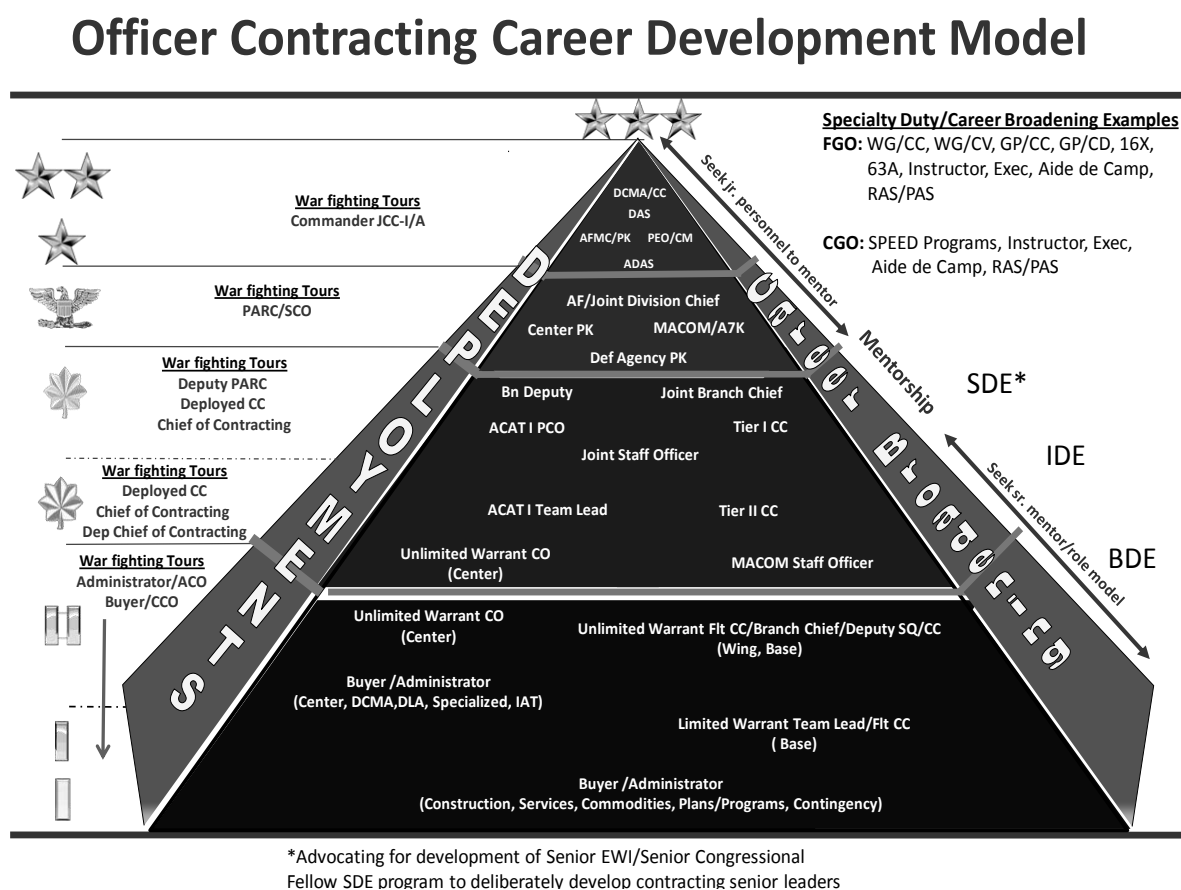 Officer Contracting Career Development Model
Specialty Duty/Career Broadening Examples
FGO: WG/CC, WG/CV, GP/CC, GP/CD, 16X,
63A, Instructor, Exec, Aide de Camp,
RAS/PAS
CGO: SPEED Programs, Instructor, Exec,
Aide de Camp, RAS/PAS
War fighting Tours
Commander JCC-I/A
War fighting Tours
PARC/SCO
War fighting Tours
Deputy PARC
Deployed CC
Chief of Contracting
War fighting Tours
Deployed CC
Chief of Contracting
Dep Chief of Contracting
War fighting Tours
Administrator/ACO
Buyer/CCO
DEPLOYMENTS
DCMA/CC
DAS
AFMC/PK PEO/CM
ADAS
AF/Joint Division Chief
Center PK MACOM/A7K
Def Agency PK
Bn Deputy Joint Branch Chief
ACAT I PCO Tier I CC
Joint Staff Officer
ACAT I Team Lead Tier II CC
Unlimited Warrant CO
(Center)
MACOM Staff Officer
Unlimited Warrant CO
(Center)
Unlimited Warrant Flt CC/Branch Chief/Deputy SQ/CC
(Wing, Base)
Buyer /Administrator
(Center, DCMA,DLA, Specialized, IAT)
Limited Warrant Team Lead/Flt CC
( Base)
Buyer /Administrator
(Construction, Services, Commodities, Plans/Programs, Contingency)
Career Broadening
Seek jr. personnel to mentor
Mentorship
Seek sr. mentor/role model
SDE*
IDE
BDE
*Advocating for development of Senior EWI/Senior Congressional
Fellow SDE program to deliberately develop contracting senior leaders